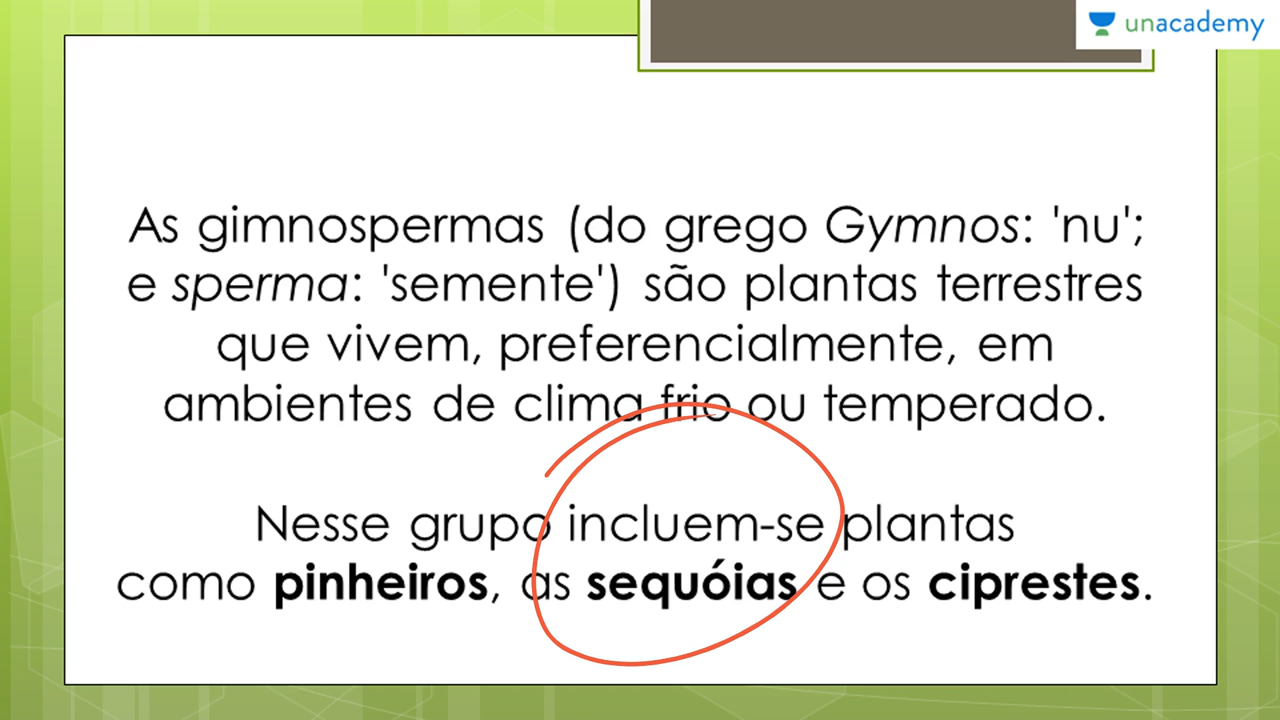 unacademy
As gimnospermas (do grego Gymnos: 'nu';
e sperma: 'semente') são plantas terrestres
que vivem, preferencialmente, em
ambientes de clima frio ou temperado.
Nesse grupo incluem-se plantas
como pinheiros, as sequóias e os ciprestes.